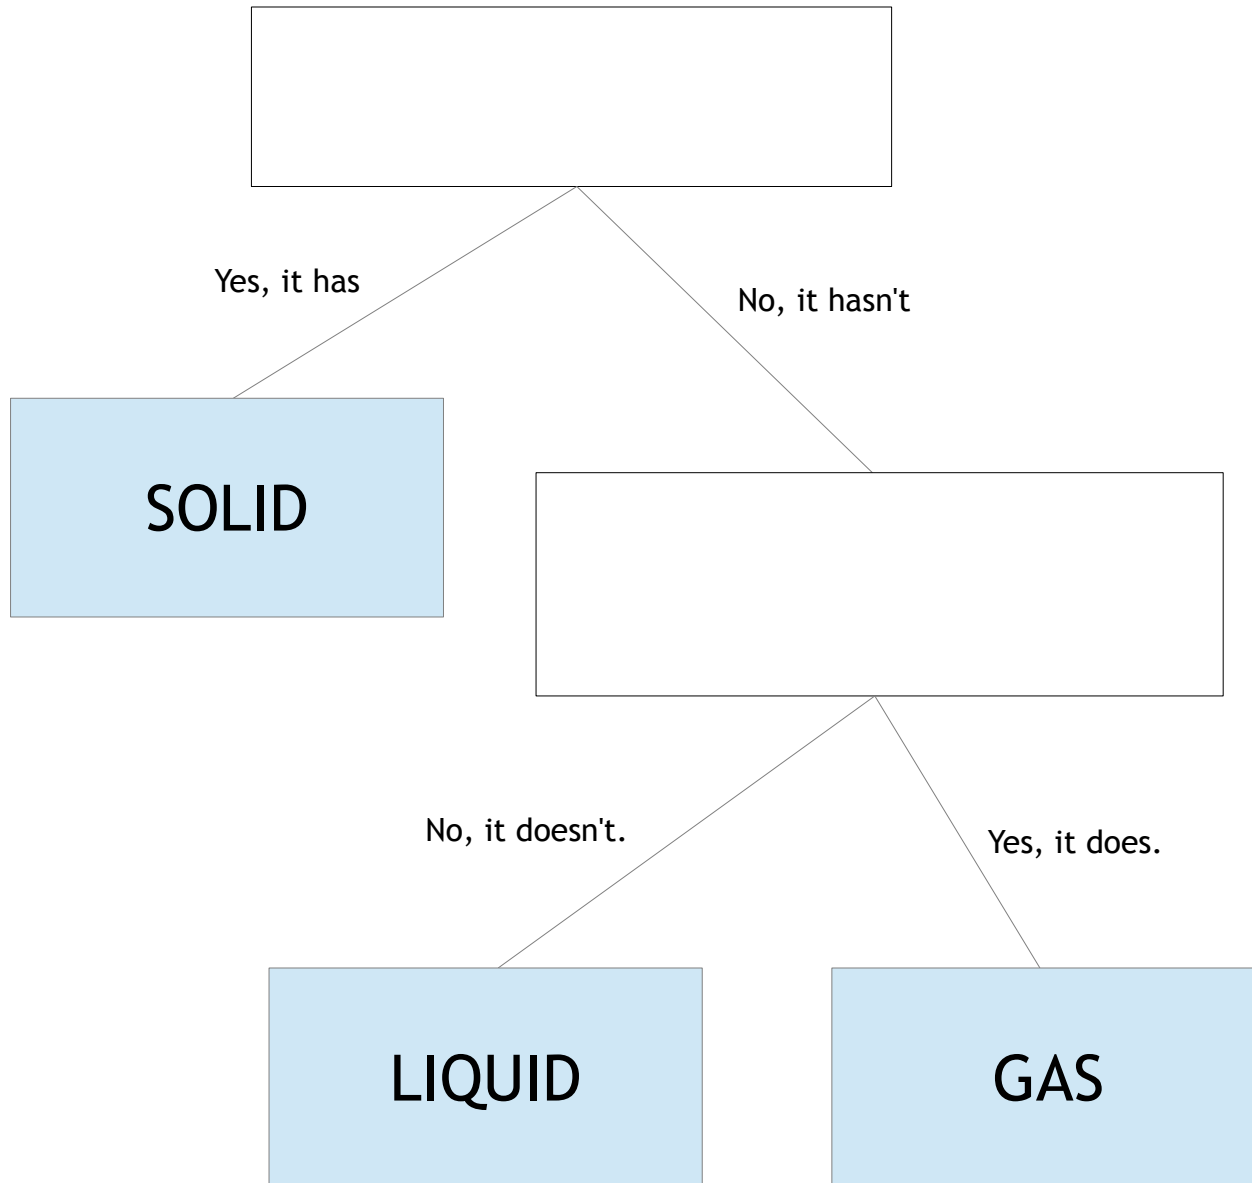 Yes, it has
No, it hasn't
SOLID
No, it doesn't.
Yes, it does.
LIQUID
GAS